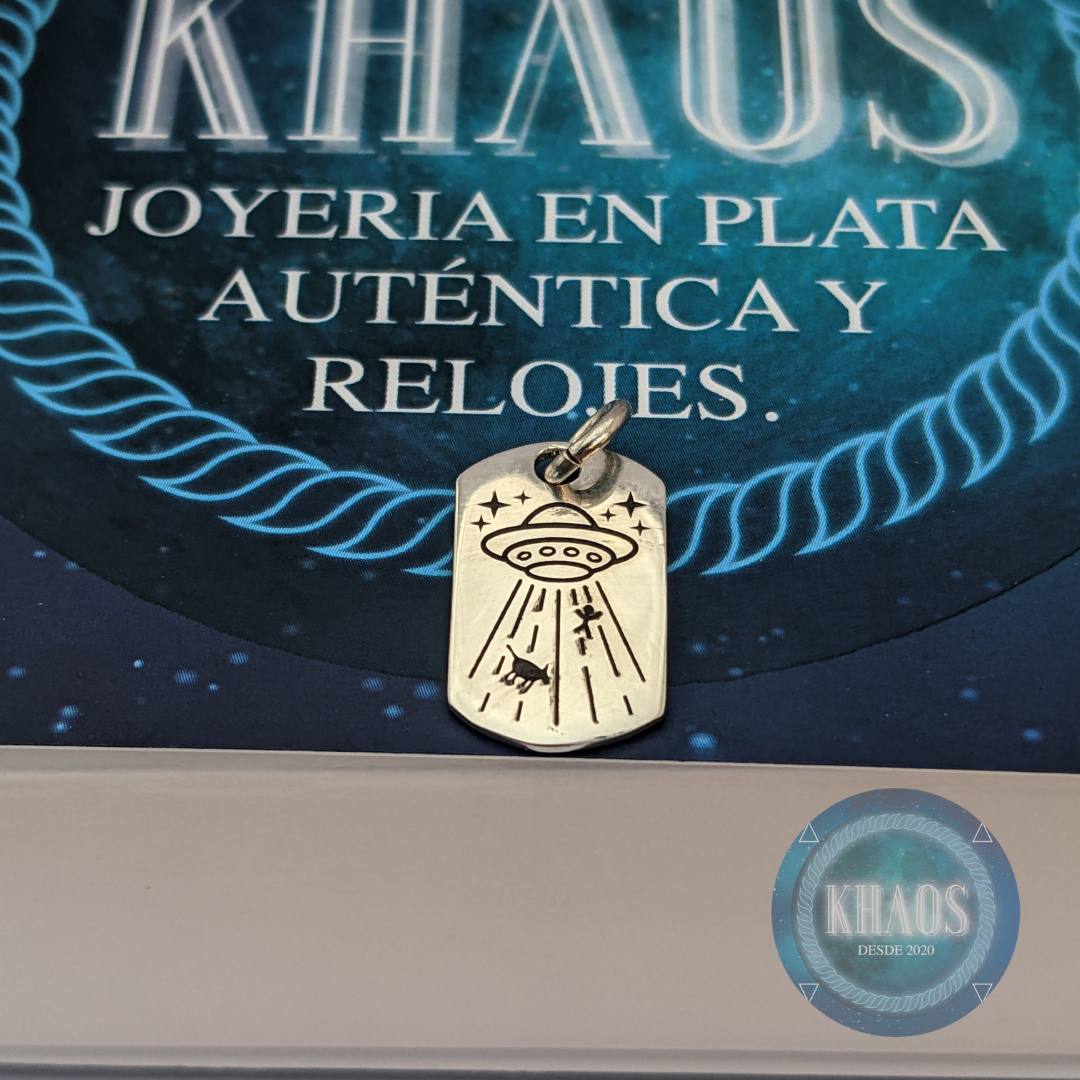 KHAOS
JOYERIA EN PLATA
AUTÉNTICA Y
RELOJES.
KHAOS
DESDE 2020